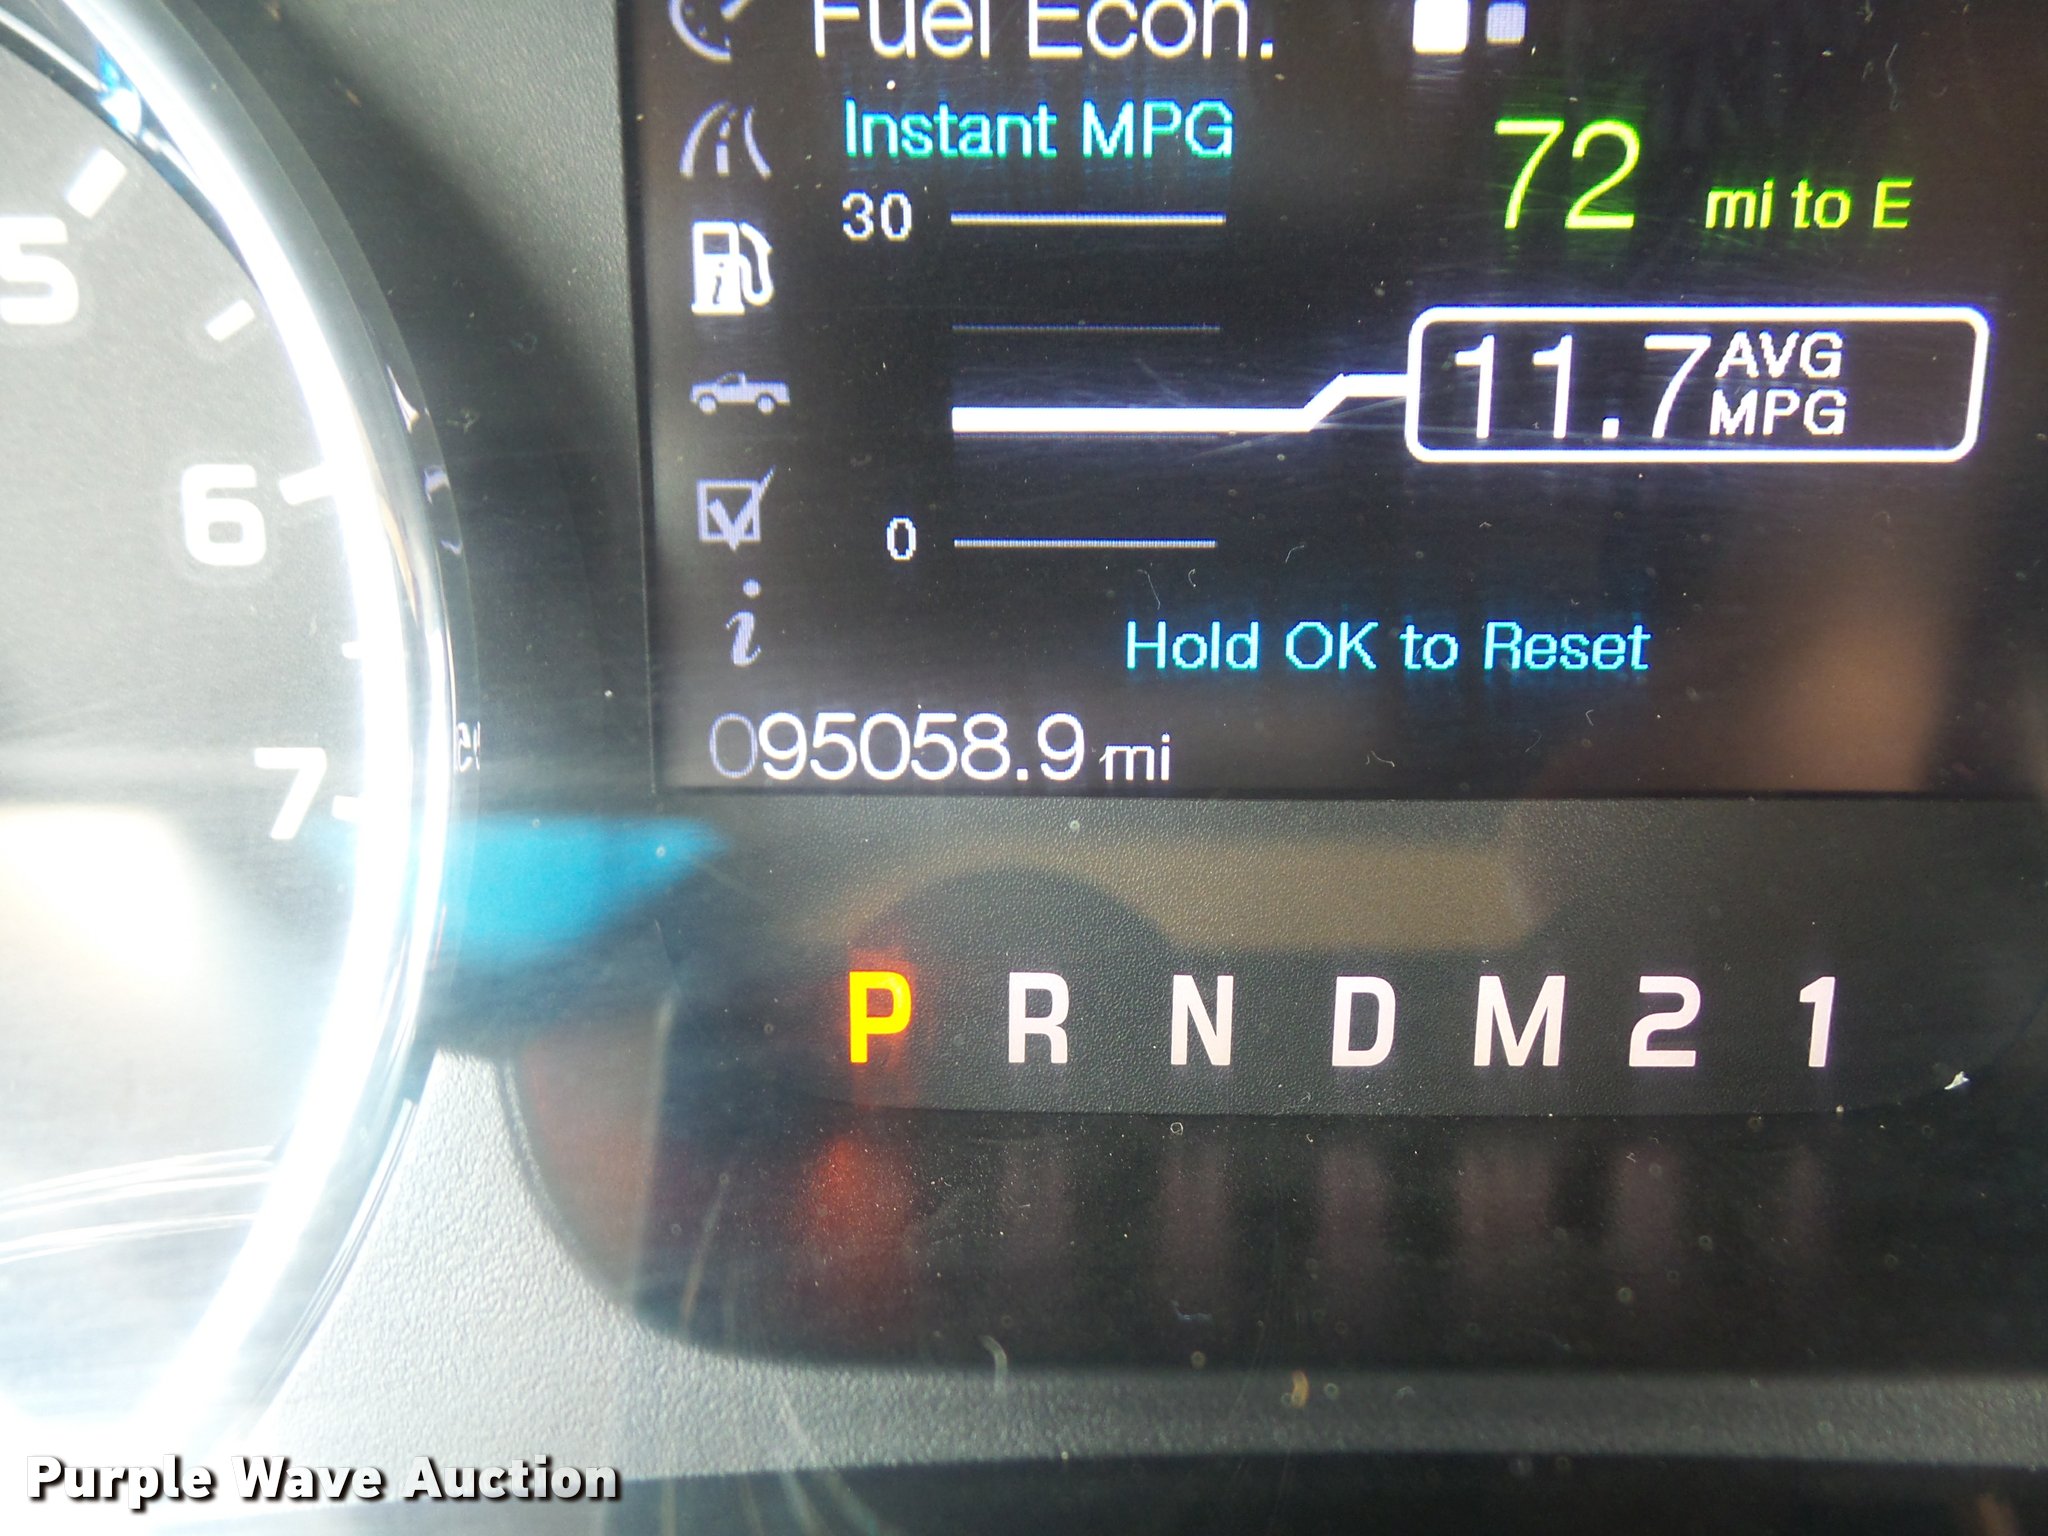 Fuel Econ.
Instant MPG
72 mi to E
30
11.7 AVG MPG
0
Hold OK to Reset
095058.9 mi
5
6
7
P R N D M 2 1
Purple Wave Auction